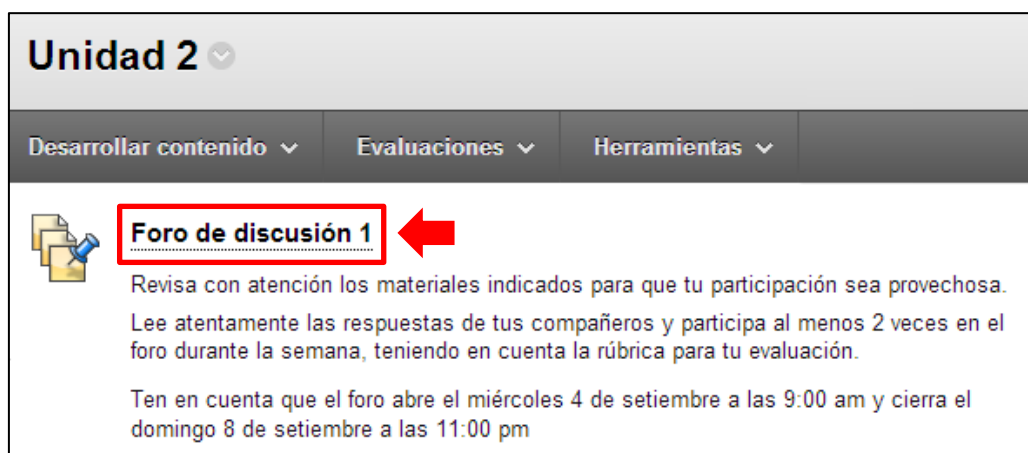 Unidad 2
Desarrollar contenido Evaluaciones Herramientas
Foro de discusión 1
Revisa con atención los materiales indicados para que tu participación sea provechosa.
Lee atentamente las respuestas de tus compañeros y participa al menos 2 veces en el
foro durante la semana, teniendo en cuenta la rúbrica para tu evaluación.
Ten en cuenta que el foro abre el miércoles 4 de setiembre a las 9:00 am y cierra el
domingo 8 de setiembre a las 11:00 pm